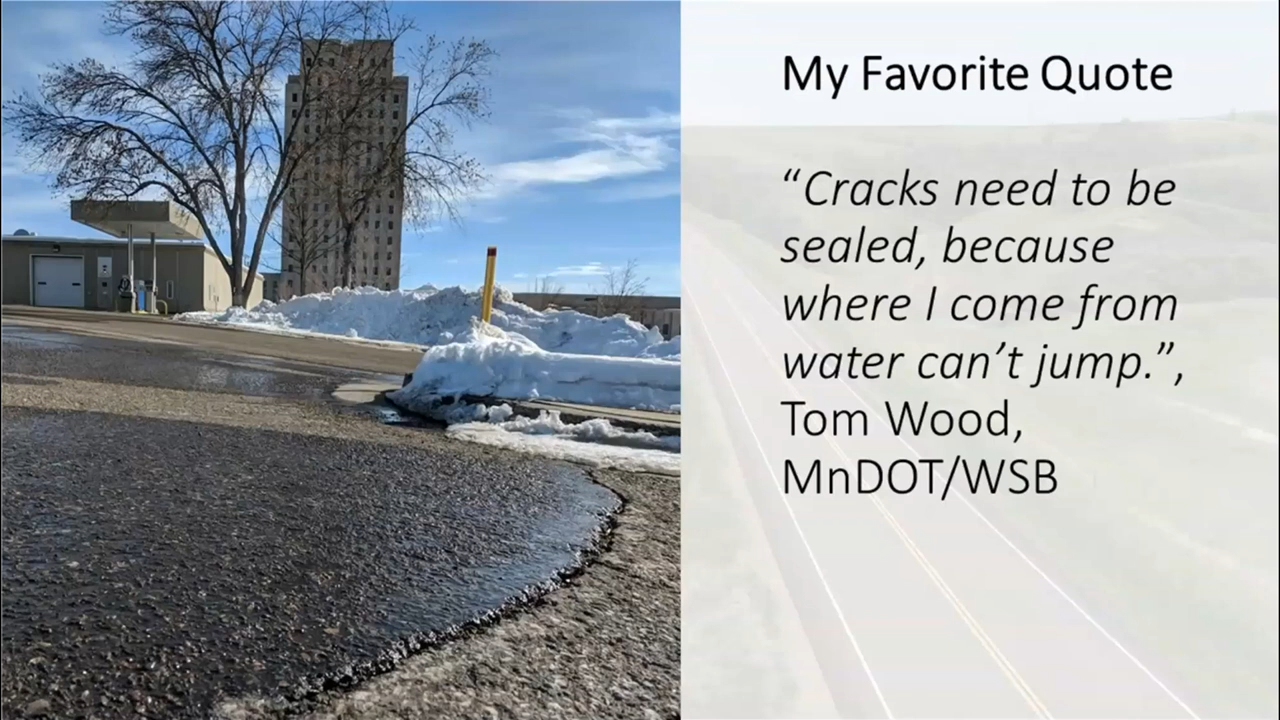 My Favorite Quote
“Cracks need to be
sealed, because
where I come from
water can’t jump.”,
Tom Wood,
MnDOT/WSB